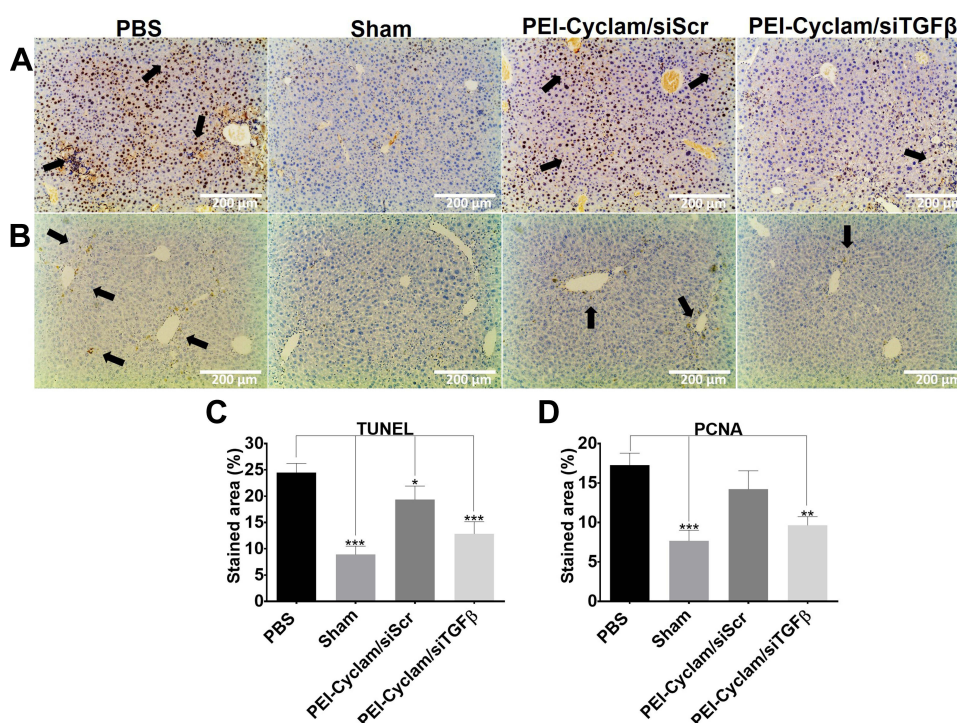 PBS Sham PEI-Cyclam/siScr PEI-Cyclam/siTGFβ
A
200 μm 200 μm 200 μm 200 μm
B
200 μm 200 μm 200 μm 200 μm
C
TUNEL
Stained area (%)
30
25
20
15
10
5
0
*** * ***
PBS
Sham
PEI-Cyclam/siScr
PEI-Cyclam/siTGFβ
D
PCNA
Stained area (%)
20
15
10
5
0
*** **
PBS
Sham
PEI-Cyclam/siScr
PEI-Cyclam/siTGFβ